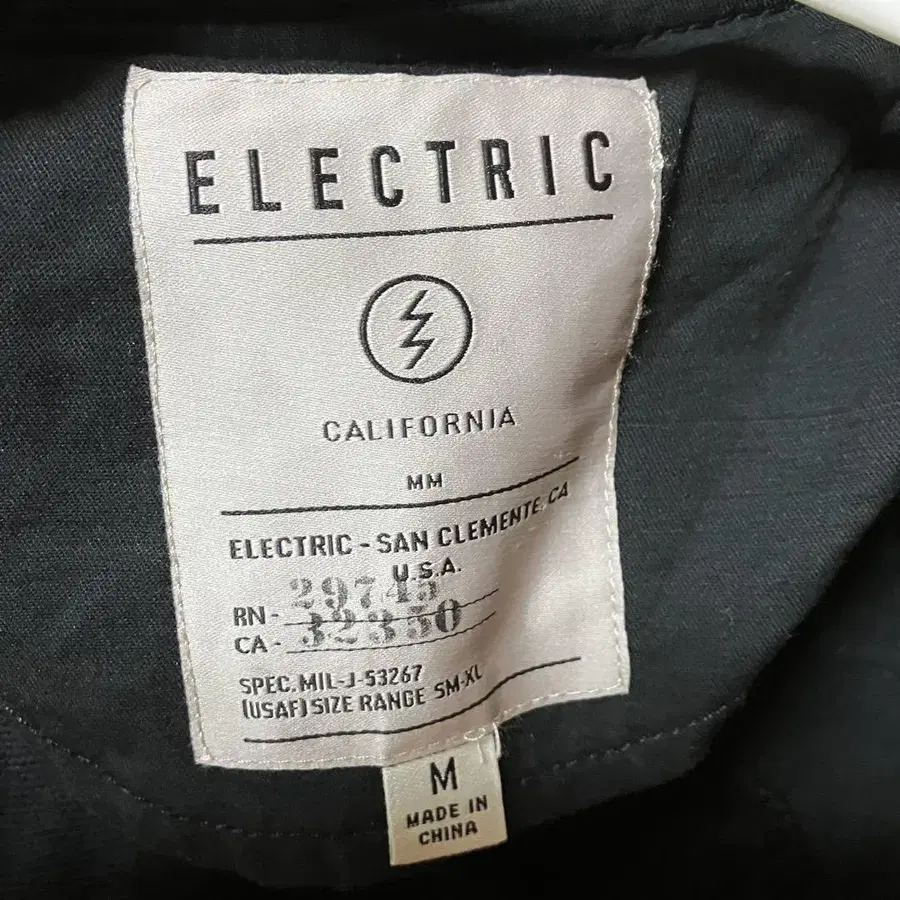 ELECTRIC
CALIFORNIA
MM
ELECTRIC - SAN CLEMENTE, CA
U.S.A.
RN - 29745
CA - 32350
SPEC. MIL-J-53267
(USAF) SIZE RANGE SM-XL
M
MADE IN
CHINA